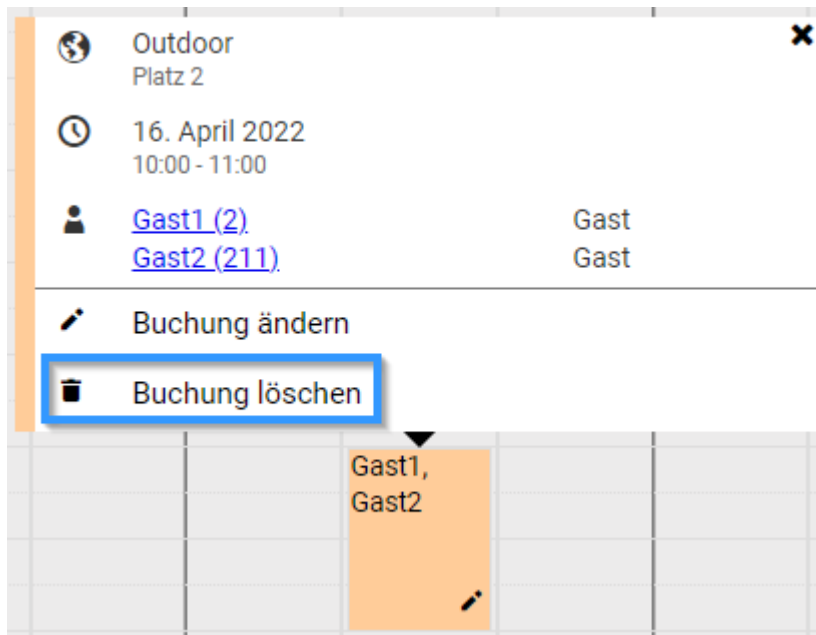 Outdoor
Platz 2
16. April 2022
10:00 - 11:00
Gast1 (2) Gast
Gast2 (211) Gast
Buchung ändern
Buchung löschen
Gast1,
Gast2